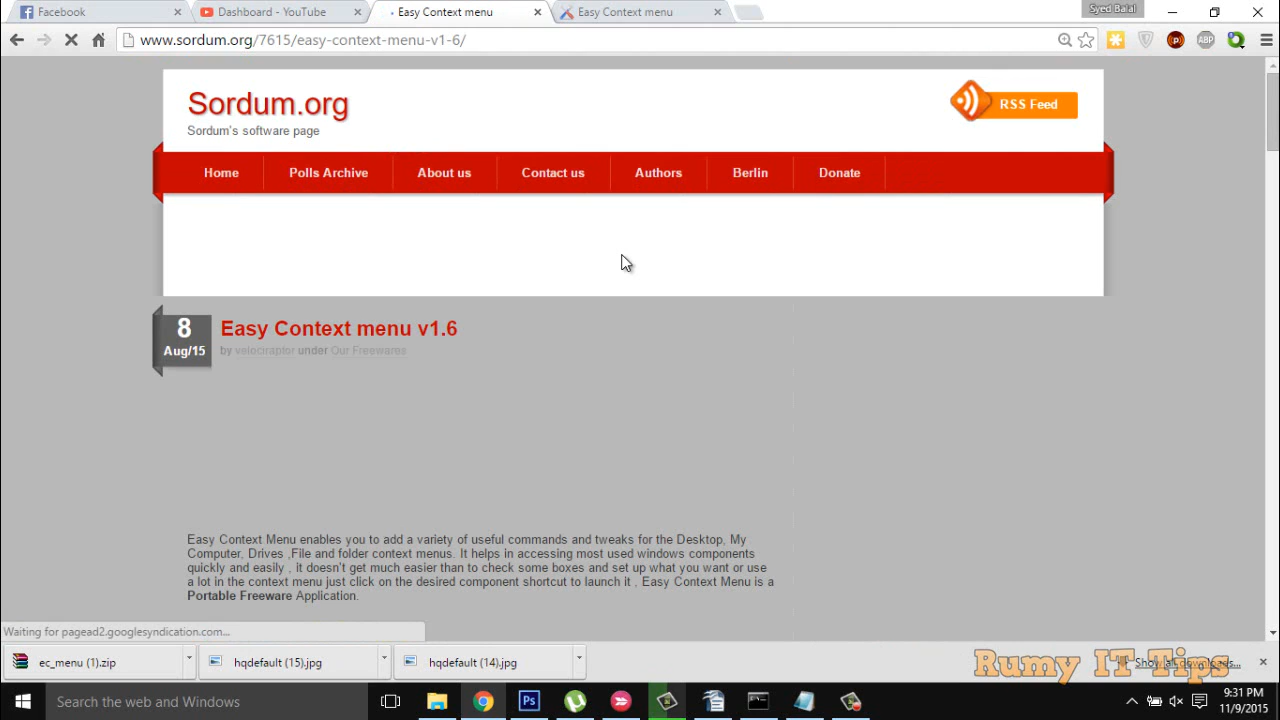 Facebook
Dashboard - YouTube
Easy Context menu
Easy Context menu
Syed Balal
www.sordum.org/7615/easy-context-menu-v1-6/
ABP
Sordum.org
Sordum's software page
RSS Feed
Home
Polls Archive
About us
Contact us
Authors
Berlin
Donate
8
Aug/15
Easy Context menu v1.6
by velociraptor under Our Freewares
Easy Context Menu enables you to add a variety of useful commands and tweaks for the Desktop, My
Computer, Drives ,File and folder context menus. It helps in accessing most used windows components
quickly and easily , it doesn't get much easier than to check some boxes and set up what you want or use
a lot in the context menu just click on the desired component shortcut to launch it , Easy Context Menu is a
Portable Freeware Application.
Waiting for pagead2.googlesyndication.com...
ec_menu (1).zip
hqdefault (15).jpg
hqdefault (14).jpg
Show all downloads...
Rumy IT Tips
Search the web and Windows
Ps
9:31 PM
11/9/2015